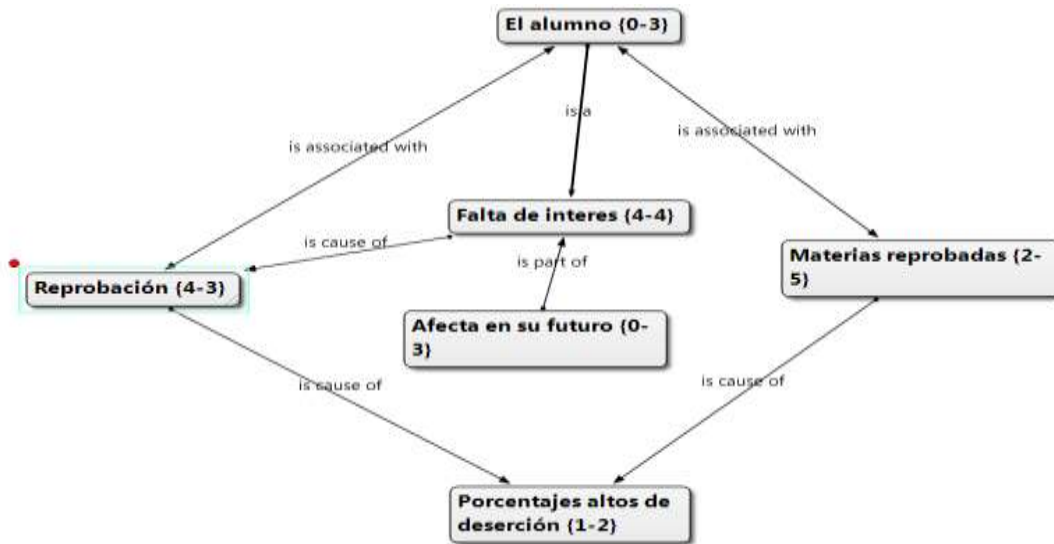 El alumno {0-3}
is a
is associated with
is associated with
Falta de interes {4-4}
is cause of
is part of
Materias reprobadas {2-
5}
Reprobación {4-3}
Afecta en su futuro {0-
3}
is cause of
is cause of
Porcentajes altos de
deserción {1-2}